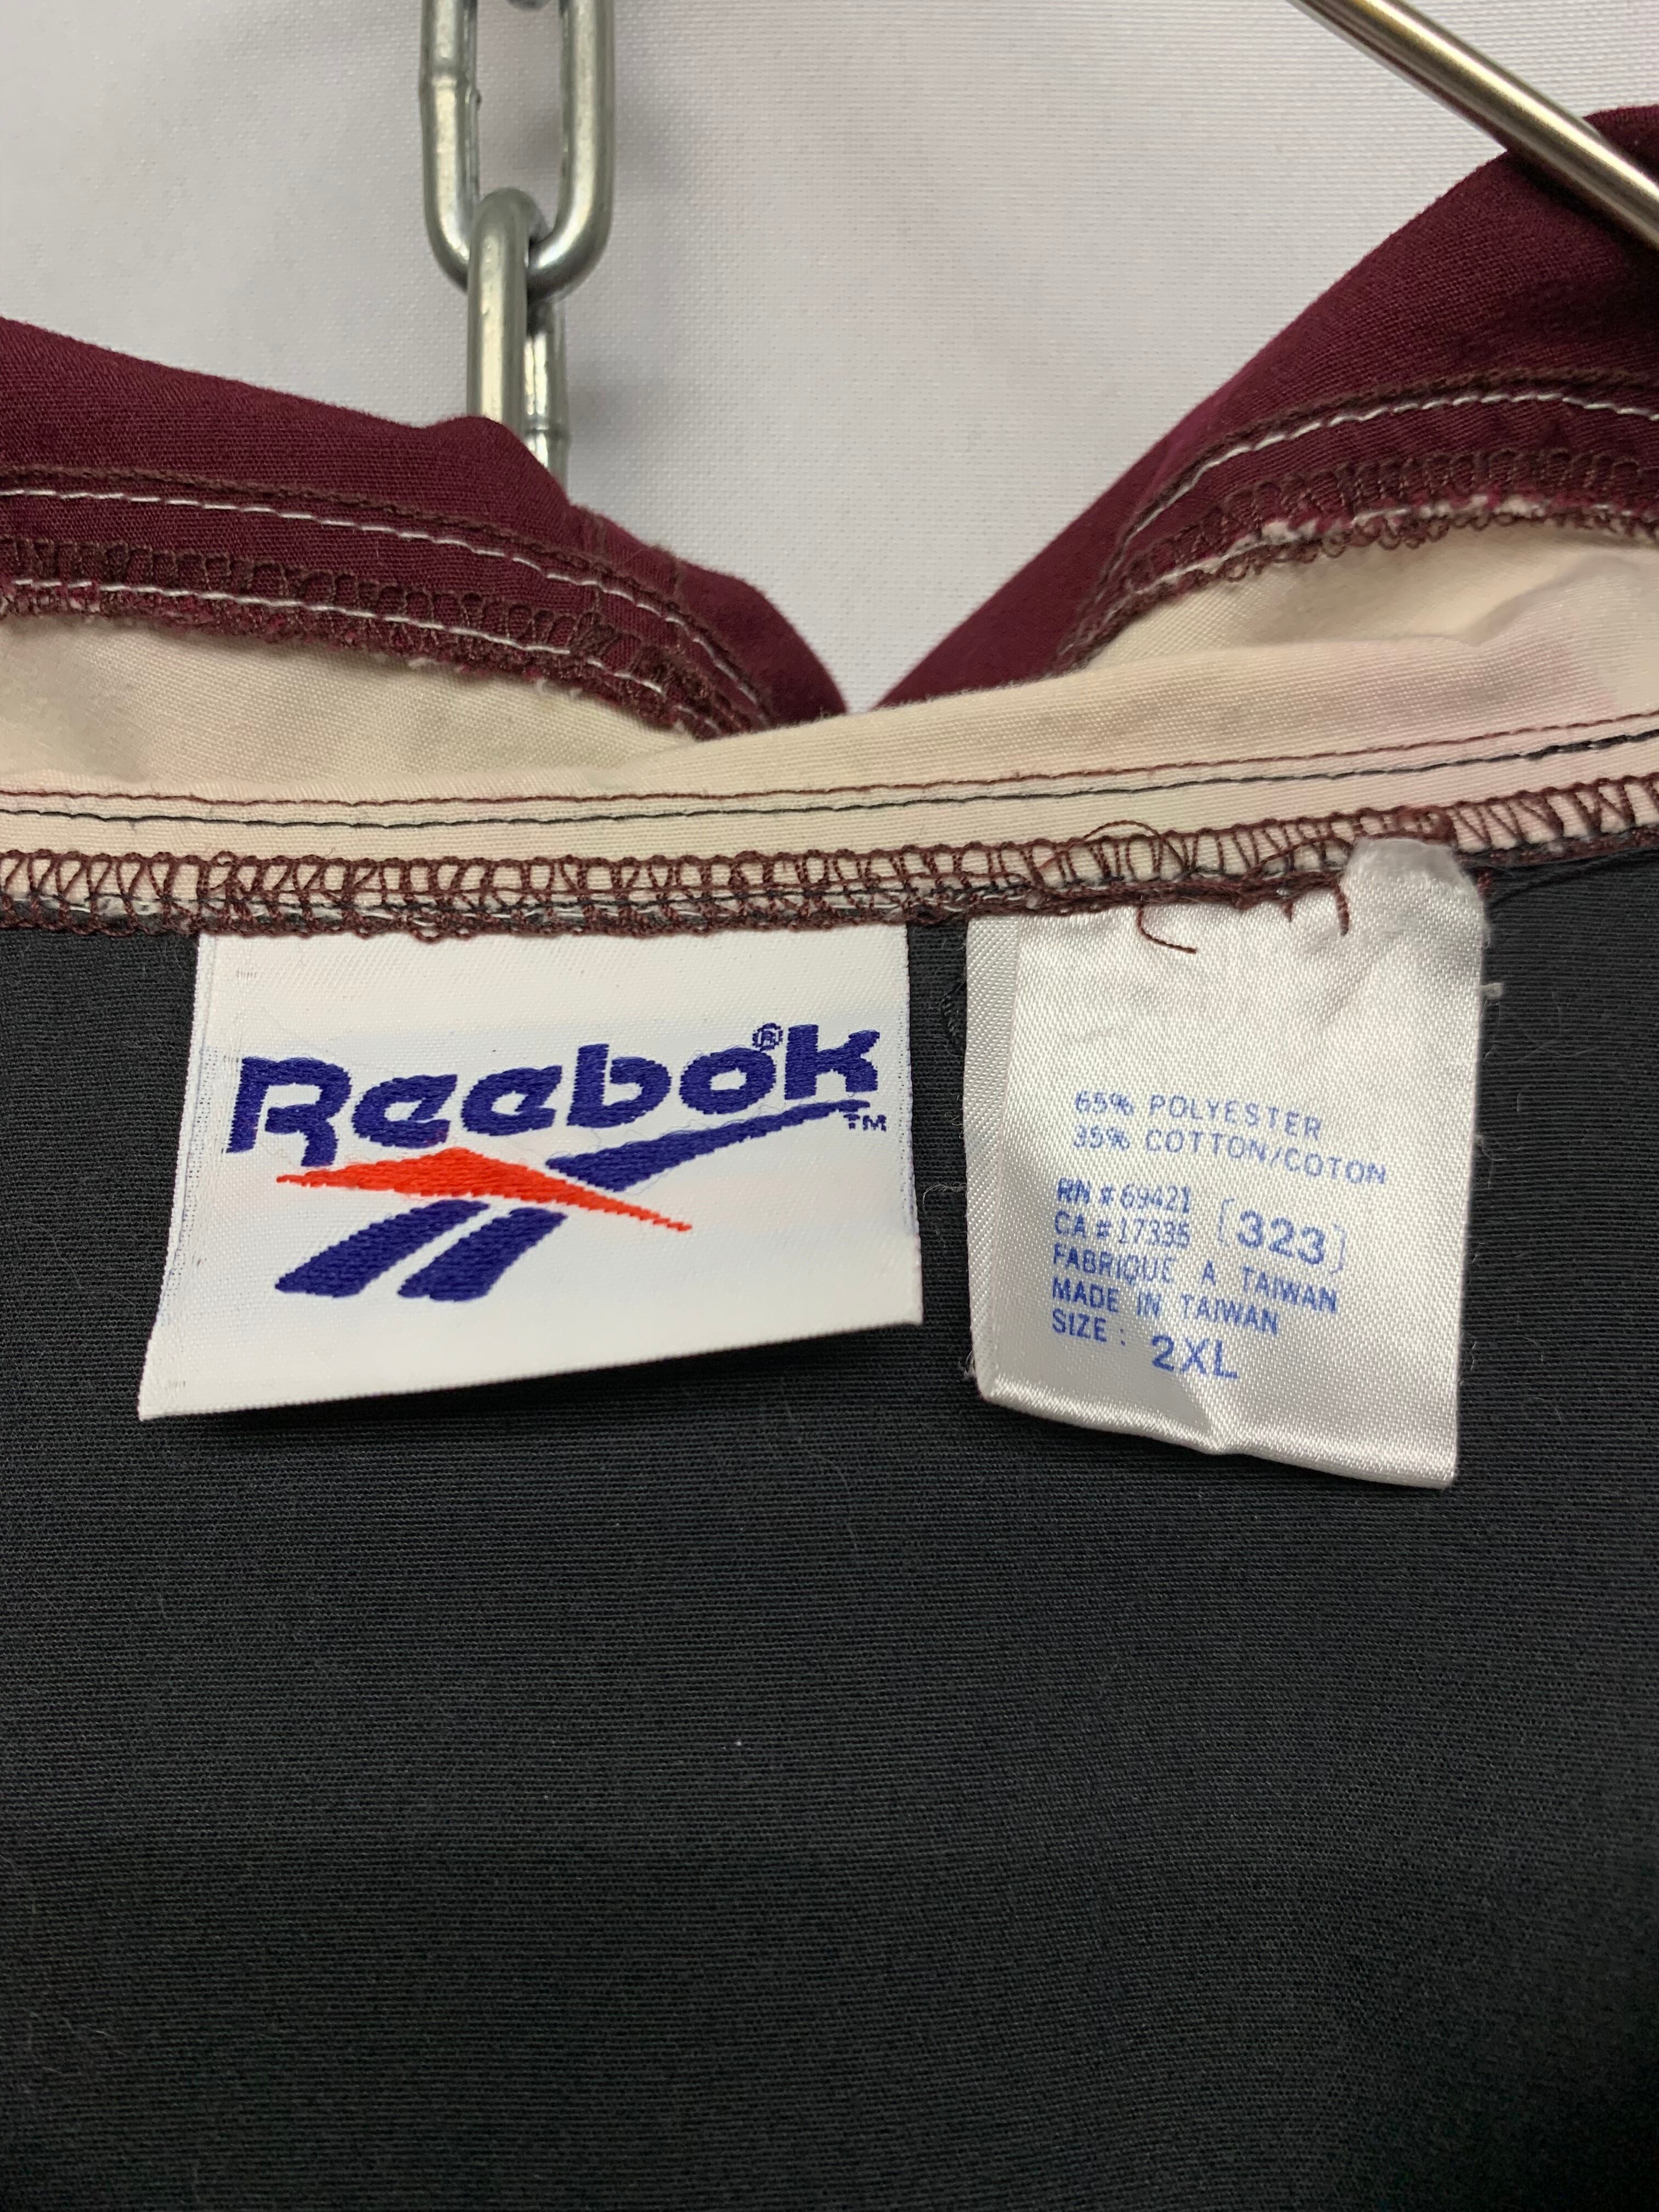 Reebok®
TM
65% POLYESTER
35% COTTON/COTON
RN # 69421
CA # 17335
[323]
FABRIQUE A TAIWAN
MADE IN TAIWAN
SIZE : 2XL